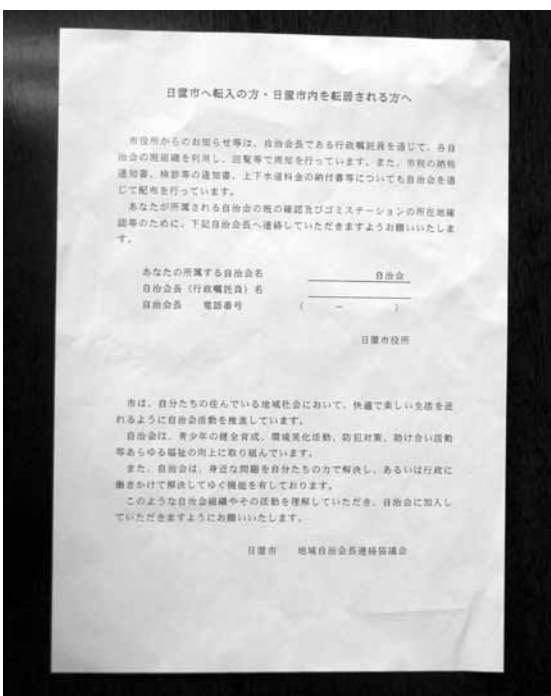 日置市へ転入の方・日置市内を転居される方へ
市役所からのお知らせ等は、自治会長である行政嘱託員を通じて、各自
治会の班組織を利用し、回覧等で周知を行っています。また、市税の納税
通知書、検診等の通知書、上下水道料金の納付書等についても自治会を通
じて配布を行っています。
あなたが所属される自治会の班の確認及びゴミステーションの所在地確
認等のために、下記自治会長へ連絡していただきますようお願いいたしま
す。
あなたの所属する自治会名 自治会
自治会長（行政嘱託員）名
自治会長 電話番号 （ － ）
日置市役所
市は、自分たちの住んでいる地域社会において、快適で楽しい生活を送
れるように自治会活動を推進しています。
自治会は、青少年の健全育成、環境美化活動、防犯対策、助け合い活動
等あらゆる福祉の向上に取り組んでいます。
また、自治会は、身近な問題を自分たちの力で解決し、あるいは行政に
働きかけて解決してゆく機能を有しております。
このような自治会組織やその活動を理解していただき、自治会に加入し
ていただきますようにお願いいたします。
日置市 地域自治会長連絡協議会